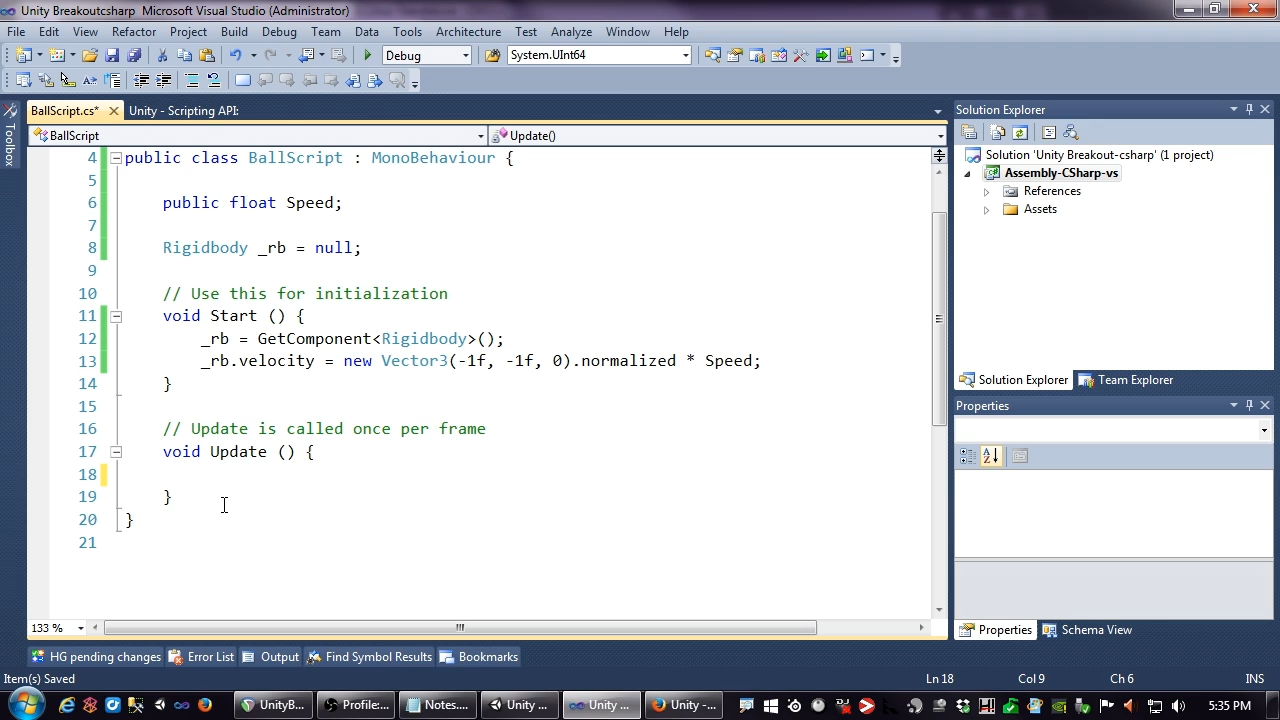 Unity Breakoutcsharp - Microsoft Visual Studio (Administrator)
File Edit View Refactor Project Build Debug Team Data Tools Architecture Test Analyze Window Help
Debug System.UInt64
BallScript.cs* Unity - Scripting API:
BallScript Update()
4 public class BallScript : MonoBehaviour {
5
6 public float Speed;
7
8 Rigidbody _rb = null;
9
10 // Use this for initialization
11 void Start () {
12 _rb = GetComponent<Rigidbody>();
13 _rb.velocity = new Vector3(-1f, -1f, 0).normalized * Speed;
14 }
15
16 // Update is called once per frame
17 void Update () {
18
19 }
20 }
21
133 %
Toolbox
Solution Explorer
Solution 'Unity Breakout-csharp' (1 project)
Assembly-CSharp-vs
References
Assets
Solution Explorer Team Explorer
Properties
Properties Schema View
HG pending changes Error List Output Find Symbol Results Bookmarks
Item(s) Saved Ln 18 Col 9 Ch 6 INS
UnityB... Profile:... Notes.... Unity ... Unity ... Unity -... 5:35 PM